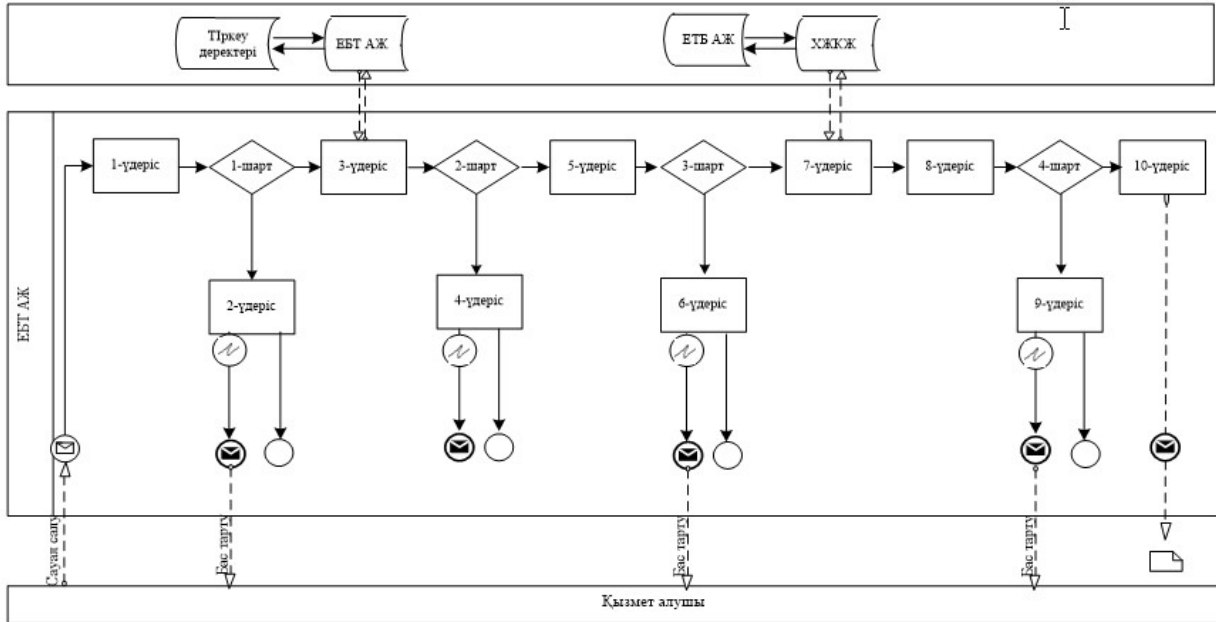 ТІркеу
деректері
ЕБТ АЖ
ЕТБ АЖ
ХЖКЖ
ЕБТ АЖ
1-үдеріс
1-шарт
3-үдеріс
2-шарт
5-үдеріс
3-шарт
7-үдеріс
8-үдеріс
4-шарт
10-үдеріс
2-үдеріс
4-үдеріс
6-үдеріс
9-үдеріс
Сауал салу
Бас тарту
Бас тарту
Бас тарту
Қызмет алушы